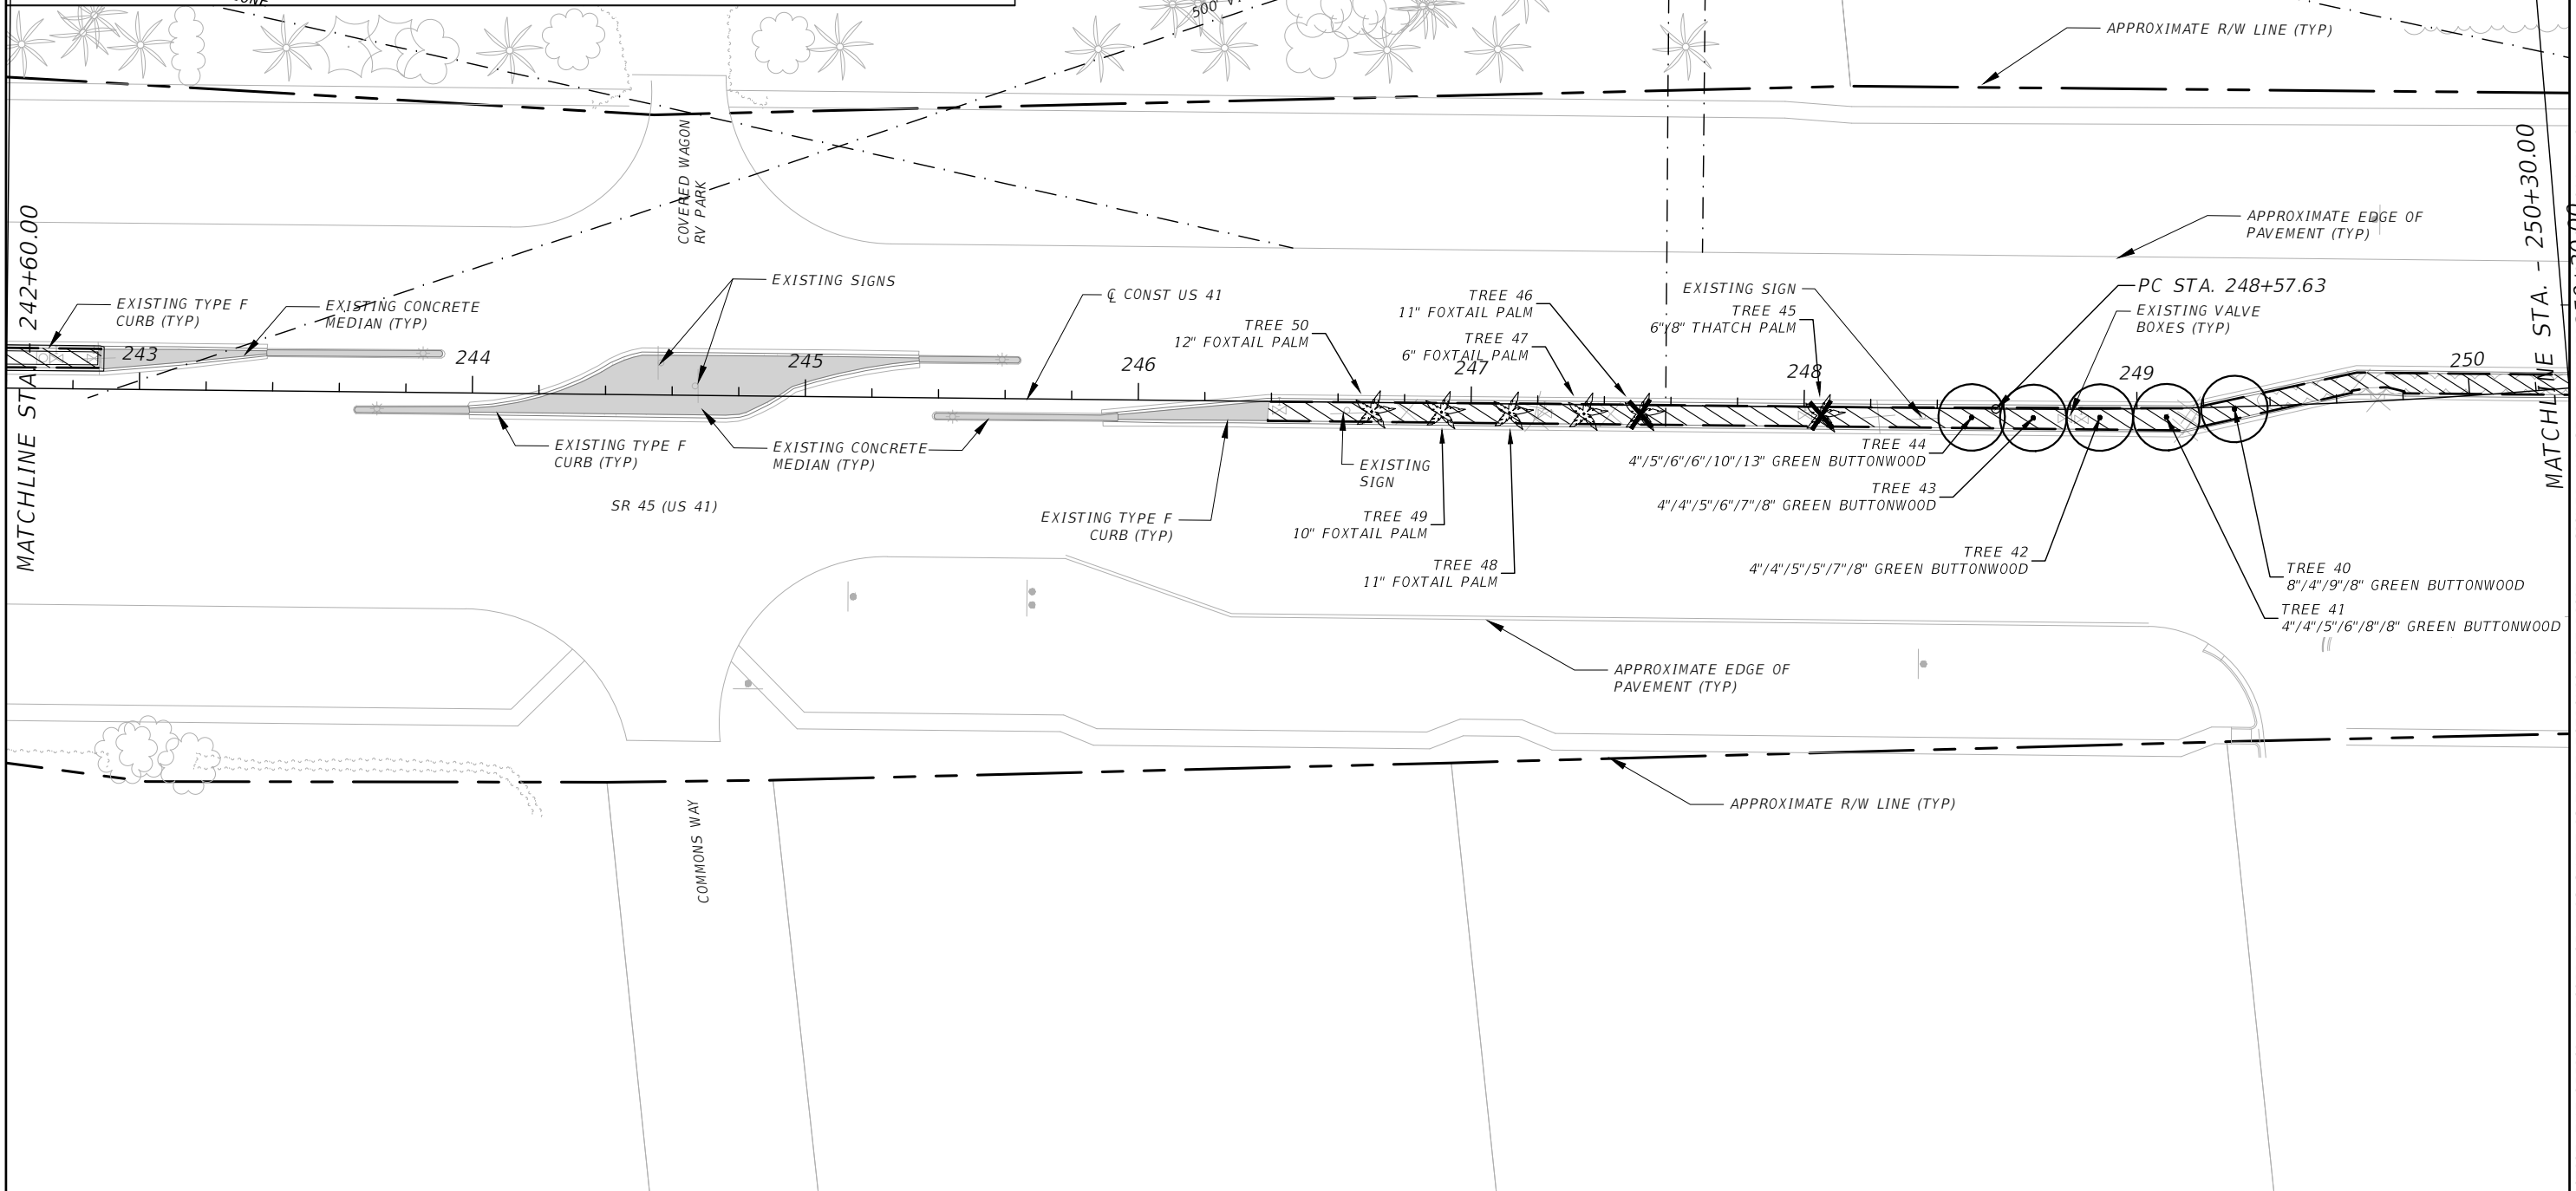 APPROXIMATE R/W LINE (TYP)
COVERED WAGON
RV PARK
MATCHLINE STA. - 250+30.00
APPROXIMATE EDGE OF
PAVEMENT (TYP)
MATCHLINE STA. 242+60.00
EXISTING TYPE F
CURB (TYP)
EXISTING CONCRETE
MEDIAN (TYP)
EXISTING SIGNS
℄ CONST US 41
TREE 50
12" FOXTAIL PALM
TREE 46
11" FOXTAIL PALM
TREE 47
6" FOXTAIL PALM
EXISTING SIGN
TREE 45
6"/8" THATCH PALM
PC STA. 248+57.63
EXISTING VALVE
BOXES (TYP)
243
244
245
246
247
248
249
250
EXISTING TYPE F
CURB (TYP)
EXISTING CONCRETE
MEDIAN (TYP)
SR 45 (US 41)
EXISTING TYPE F
CURB (TYP)
EXISTING
SIGN
TREE 49
10" FOXTAIL PALM
TREE 48
11" FOXTAIL PALM
TREE 44
4"/5"/6"/6"/10"/13" GREEN BUTTONWOOD
TREE 43
4"/4"/5"/6"/7"/8" GREEN BUTTONWOOD
TREE 42
4"/4"/5"/5"/7"/8" GREEN BUTTONWOOD
TREE 40
8"/4"/9"/8" GREEN BUTTONWOOD
TREE 41
4"/4"/5"/6"/8"/8" GREEN BUTTONWOOD
APPROXIMATE EDGE OF
PAVEMENT (TYP)
APPROXIMATE R/W LINE (TYP)
COMMONS WAY